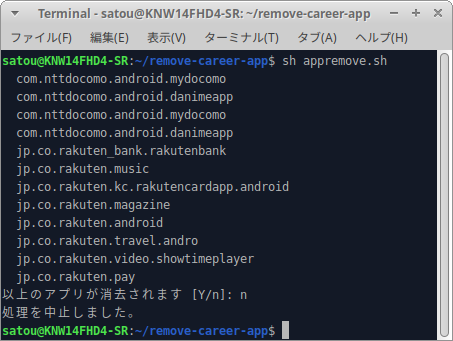 Terminal - satou@KNW14FHD4-SR: ~/remove-career-app
ファイル(F) 編集(E) 表示(V) ターミナル(T) タブ(A) ヘルプ(H)
satou@KNW14FHD4-SR:~/remove-career-app$ sh appremove.sh
com.nttdocomo.android.mydocomo
com.nttdocomo.android.danimeapp
com.nttdocomo.android.mydocomo
com.nttdocomo.android.danimeapp
jp.co.rakuten_bank.rakutenbank
jp.co.rakuten.music
jp.co.rakuten.kc.rakutencardapp.android
jp.co.rakuten.magazine
jp.co.rakuten.android
jp.co.rakuten.travel.andro
jp.co.rakuten.video.showtimeplayer
jp.co.rakuten.pay
以上のアプリが消去されます [Y/n]: n
処理を中止しました。
satou@KNW14FHD4-SR:~/remove-career-app$